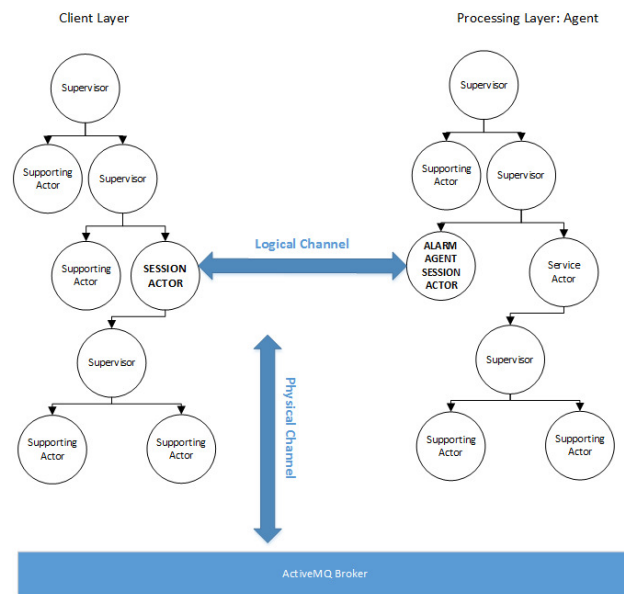 Client Layer
Processing Layer: Agent
Supervisor
Supervisor
Supporting
Actor
Supervisor
Supporting
Actor
Supervisor
Logical Channel
Supporting
Actor
SESSION
ACTOR
ALARM
AGENT
SESSION
ACTOR
Service
Actor
Supervisor
Supervisor
Physical Channel
Supporting
Actor
Supporting
Actor
Supporting
Actor
Supporting
Actor
ActiveMQ Broker